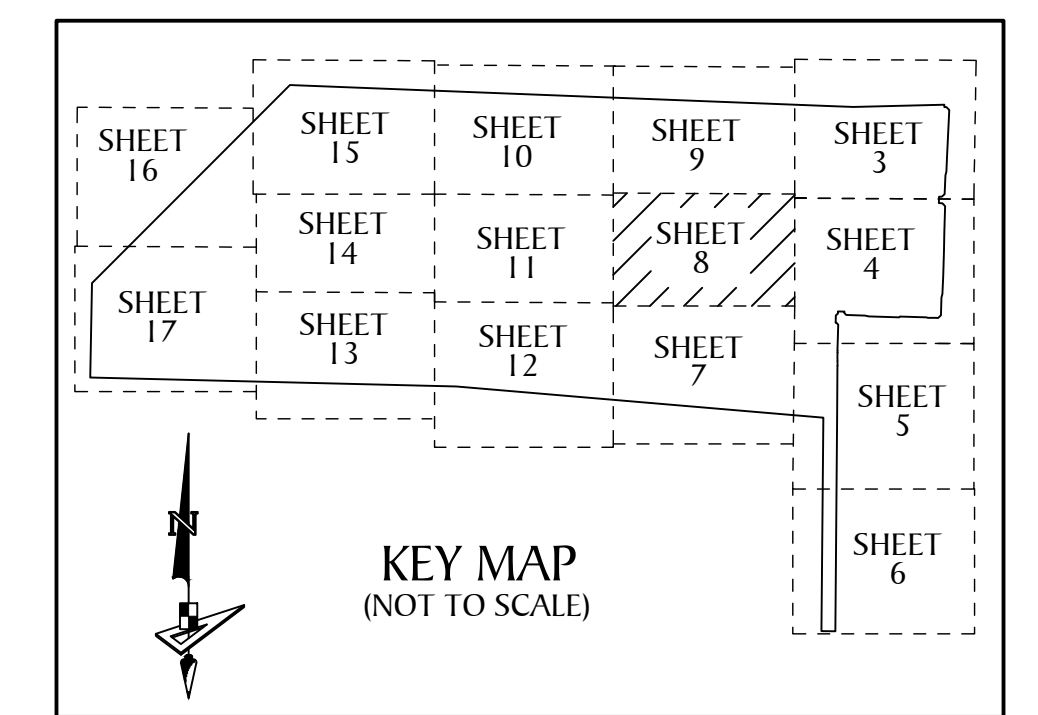 SHEET
16
SHEET
15
SHEET
10
SHEET
9
SHEET
3
SHEET
14
SHEET
11
SHEET
8
SHEET
4
SHEET
17
SHEET
13
SHEET
12
SHEET
7
SHEET
5
SHEET
6
N
KEY MAP
(NOT TO SCALE)